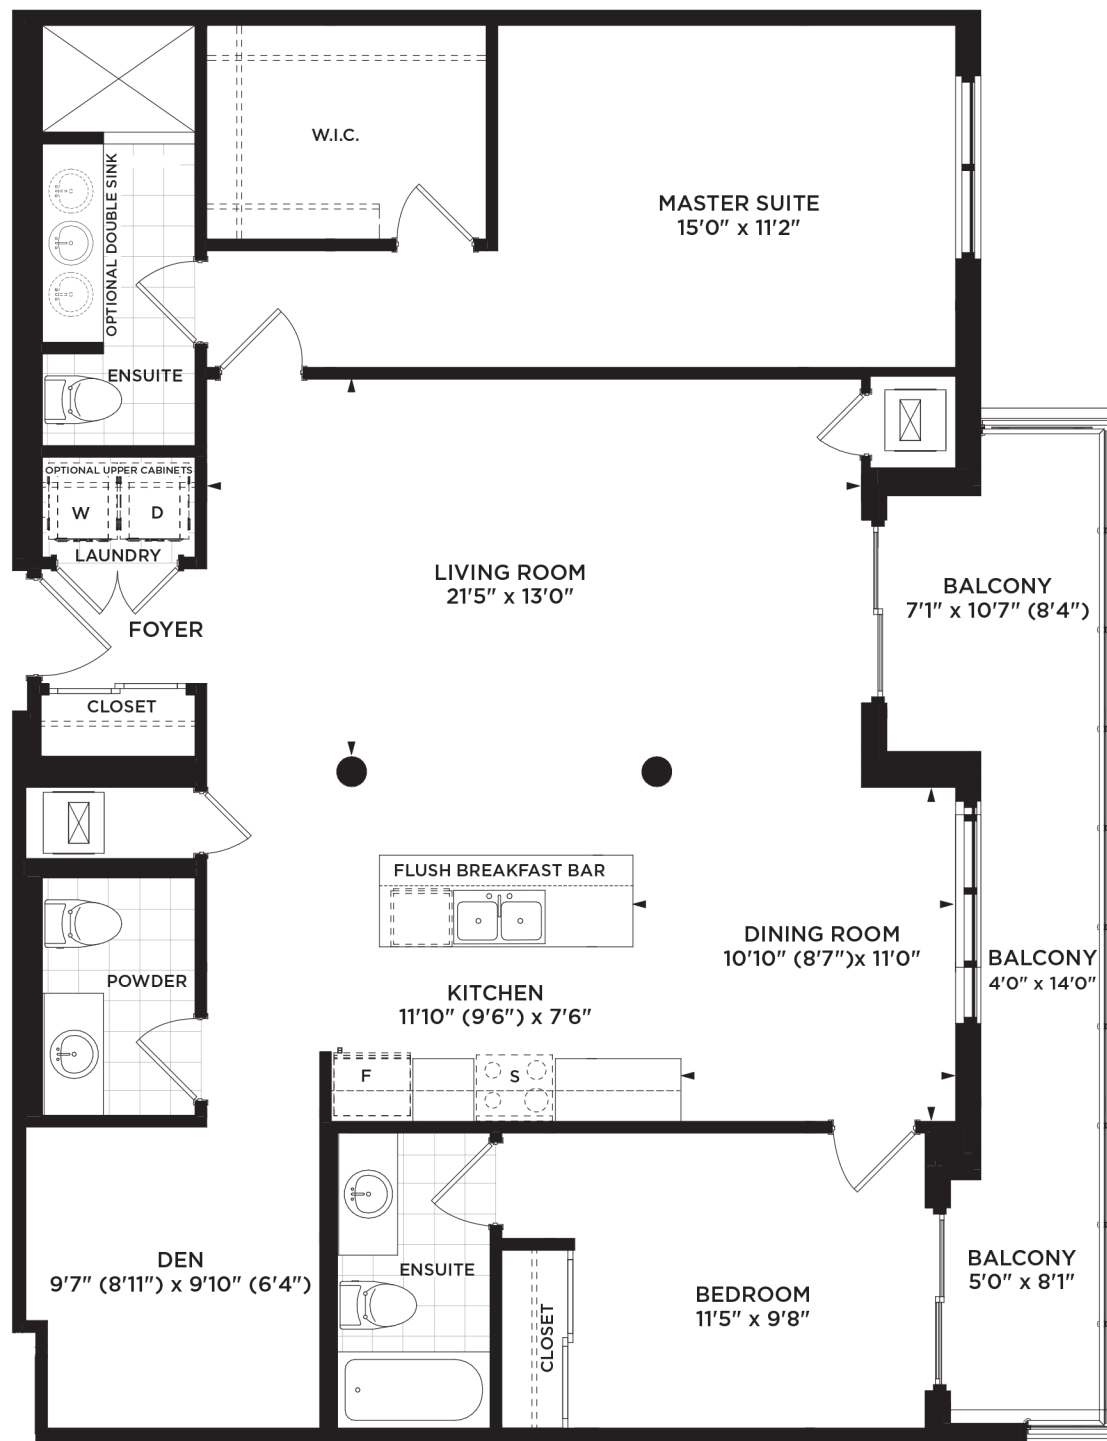 W.I.C.
MASTER SUITE
15'0" x 11'2"
OPTIONAL DOUBLE SINK
ENSUITE
OPTIONAL UPPER CABINETS
W
D
LAUNDRY
LIVING ROOM
21'5" x 13'0"
BALCONY
7'1" x 10'7" (8'4")
FOYER
CLOSET
FLUSH BREAKFAST BAR
DINING ROOM
10'10" (8'7")x 11'0"
BALCONY
4'0" x 14'0"
POWDER
KITCHEN
11'10" (9'6") x 7'6"
F
S
DEN
9'7" (8'11") x 9'10" (6'4")
ENSUITE
BALCONY
5'0" x 8'1"
BEDROOM
11'5" x 9'8"
CLOSET